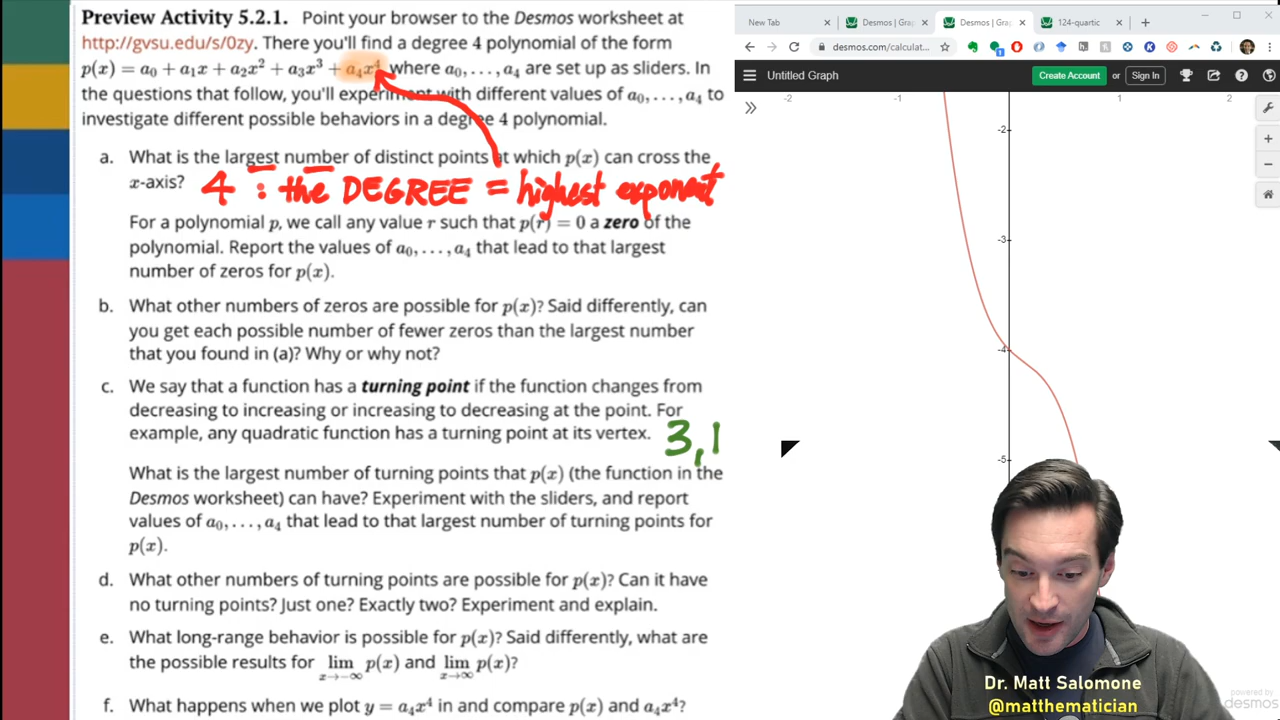 Preview Activity 5.2.1. Point your browser to the Desmos worksheet at
http://gvsu.edu/s/0zy. There you'll find a degree 4 polynomial of the form
p(x) = a₀ + a₁x + a₂x² + a₃x³ + a₄x⁴ where a₀, . . . , a₄ are set up as sliders. In
the questions that follow, you'll experiment with different values of a₀, . . . , a₄ to
investigate different possible behaviors in a degree 4 polynomial.
a. What is the largest number of distinct points at which p(x) can cross the
x-axis?
4 : the DEGREE = highest exponent
For a polynomial p, we call any value r such that p(r) = 0 a zero of the
polynomial. Report the values of a₀, . . . , a₄ that lead to that largest
number of zeros for p(x).
b. What other numbers of zeros are possible for p(x)? Said differently, can
you get each possible number of fewer zeros than the largest number
that you found in (a)? Why or why not?
c. We say that a function has a turning point if the function changes from
decreasing to increasing or increasing to decreasing at the point. For
example, any quadratic function has a turning point at its vertex.
3, 1
What is the largest number of turning points that p(x) (the function in the
Desmos worksheet) can have? Experiment with the sliders, and report
values of a₀, . . . , a₄ that lead to that largest number of turning points for
p(x).
d. What other numbers of turning points are possible for p(x)? Can it have
no turning points? Just one? Exactly two? Experiment and explain.
e. What long-range behavior is possible for p(x)? Said differently, what are
the possible results for lim x→−∞ p(x) and lim x→∞ p(x)?
f. What happens when we plot y = a₄x⁴ in and compare p(x) and a₄x⁴?
New Tab
Desmos | Gra
Desmos | Gra
124-quartic
desmos.com/calculat...
Untitled Graph
Create Account
or
Sign In
-2
-1
1
2
-2
-3
-4
-5
Dr. Matt Salomone
@matthematician
powered by
desmos